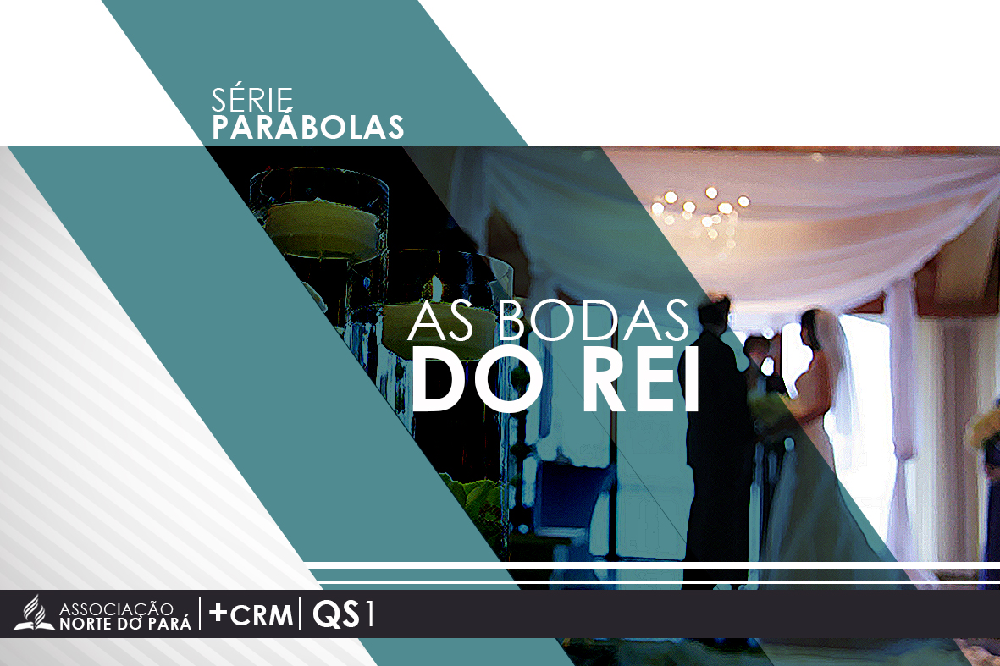 SÉRIE
PARÁBOLAS
AS BODAS
DO REI
ASSOCIAÇÃO
NORTE DO PARÁ
+CRM
QS1